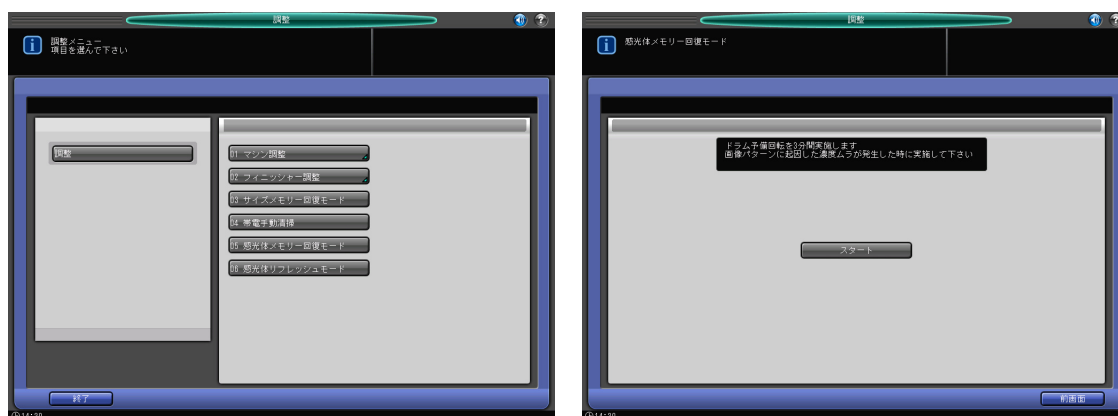 調整
調整メニュー
項目を選んで下さい
調整
01 マシン調整
02 フィニッシャー調整
03 サイズメモリー回復モード
04 帯電手動清掃
05 感光体メモリー回復モード
06 感光体リフレッシュモード
終了
14:39
調整
感光体メモリー回復モード
ドラム予備回転を3分間実施します
画像パターンに起因した濃度ムラが発生した時に実施して下さい
スタート
前画面